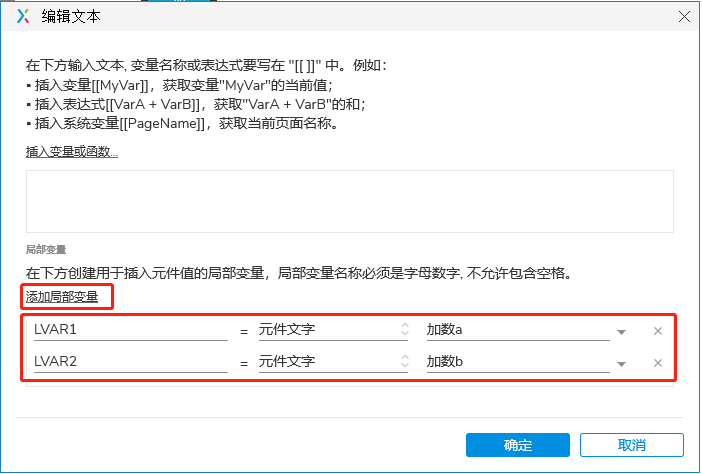 编辑文本
在下方输入文本, 变量名称或表达式要写在 "[[ ]]" 中。例如：
▪ 插入变量[[MyVar]]，获取变量"MyVar"的当前值；
▪ 插入表达式[[VarA + VarB]]，获取"VarA + VarB"的和；
▪ 插入系统变量[[PageName]]，获取当前页面名称。
插入变量或函数...
局部变量
在下方创建用于插入元件值的局部变量，局部变量名称必须是字母数字, 不允许包含空格。
添加局部变量
LVAR1 = 元件文字 加数a
LVAR2 = 元件文字 加数b
确定 取消